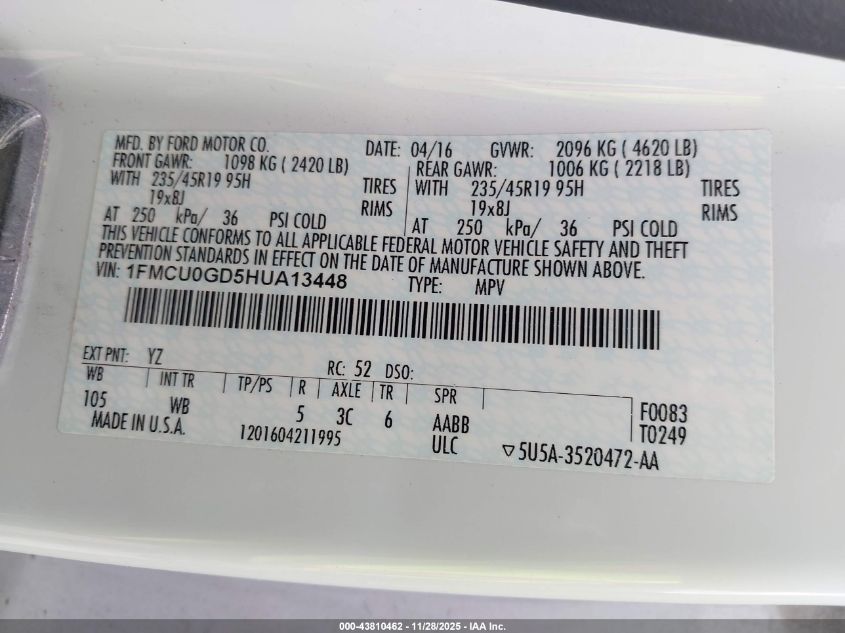 MFD. BY FORD MOTOR CO. DATE: 04/16 GVWR: 2096 KG ( 4620 LB)
FRONT GAWR: 1098 KG ( 2420 LB) REAR GAWR: 1006 KG ( 2218 LB)
WITH 235/45R19 95H TIRES WITH 235/45R19 95H TIRES
19x8J RIMS 19x8J RIMS
AT 250 kPa/ 36 PSI COLD AT 250 kPa/ 36 PSI COLD
THIS VEHICLE CONFORMS TO ALL APPLICABLE FEDERAL MOTOR VEHICLE SAFETY AND THEFT
PREVENTION STANDARDS IN EFFECT ON THE DATE OF MANUFACTURE SHOWN ABOVE.
VIN: 1FMCU0GD5HUA13448 TYPE: MPV
EXT PNT: YZ RC: 52 DSO:
WB INT TR TP/PS R AXLE TR SPR F0083
105 WB 5 3C 6 AABB T0249
MADE IN U.S.A. 1201604211995 ULC ▽5U5A-3520472-AA
000-43810462 - 11/28/2025 - IAA Inc.